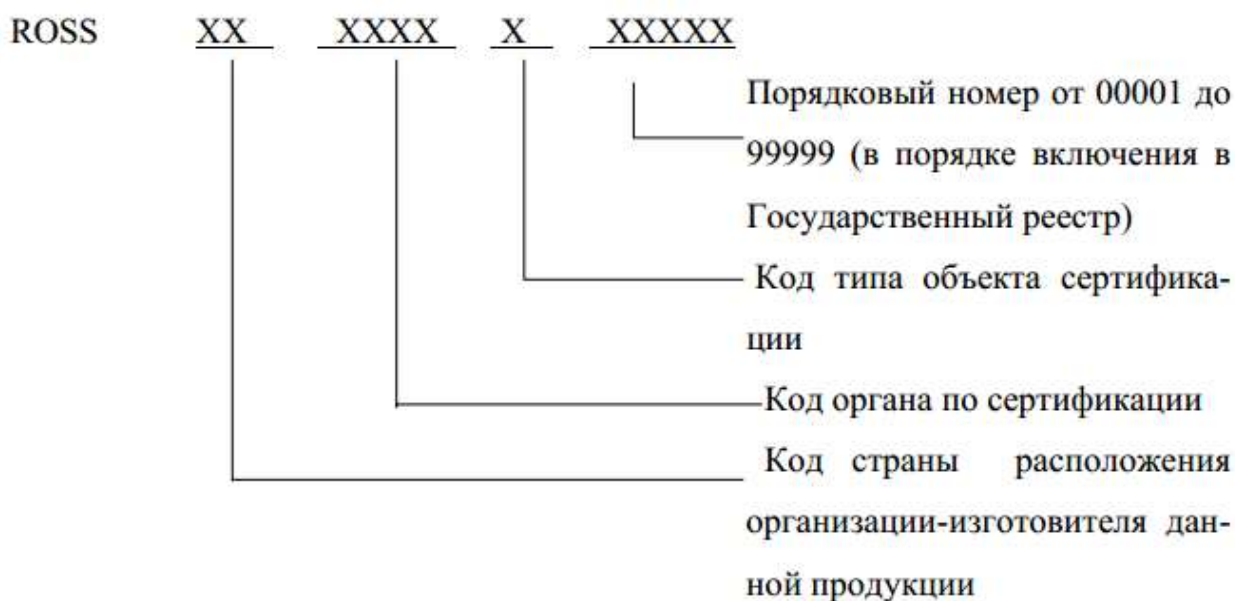 ROSS XX XXXX X XXXXX
Порядковый номер от 00001 до
99999 (в порядке включения в
Государственный реестр)
Код типа объекта сертифика-
ции
Код органа по сертификации
Код страны расположения
организации-изготовителя дан-
ной продукции